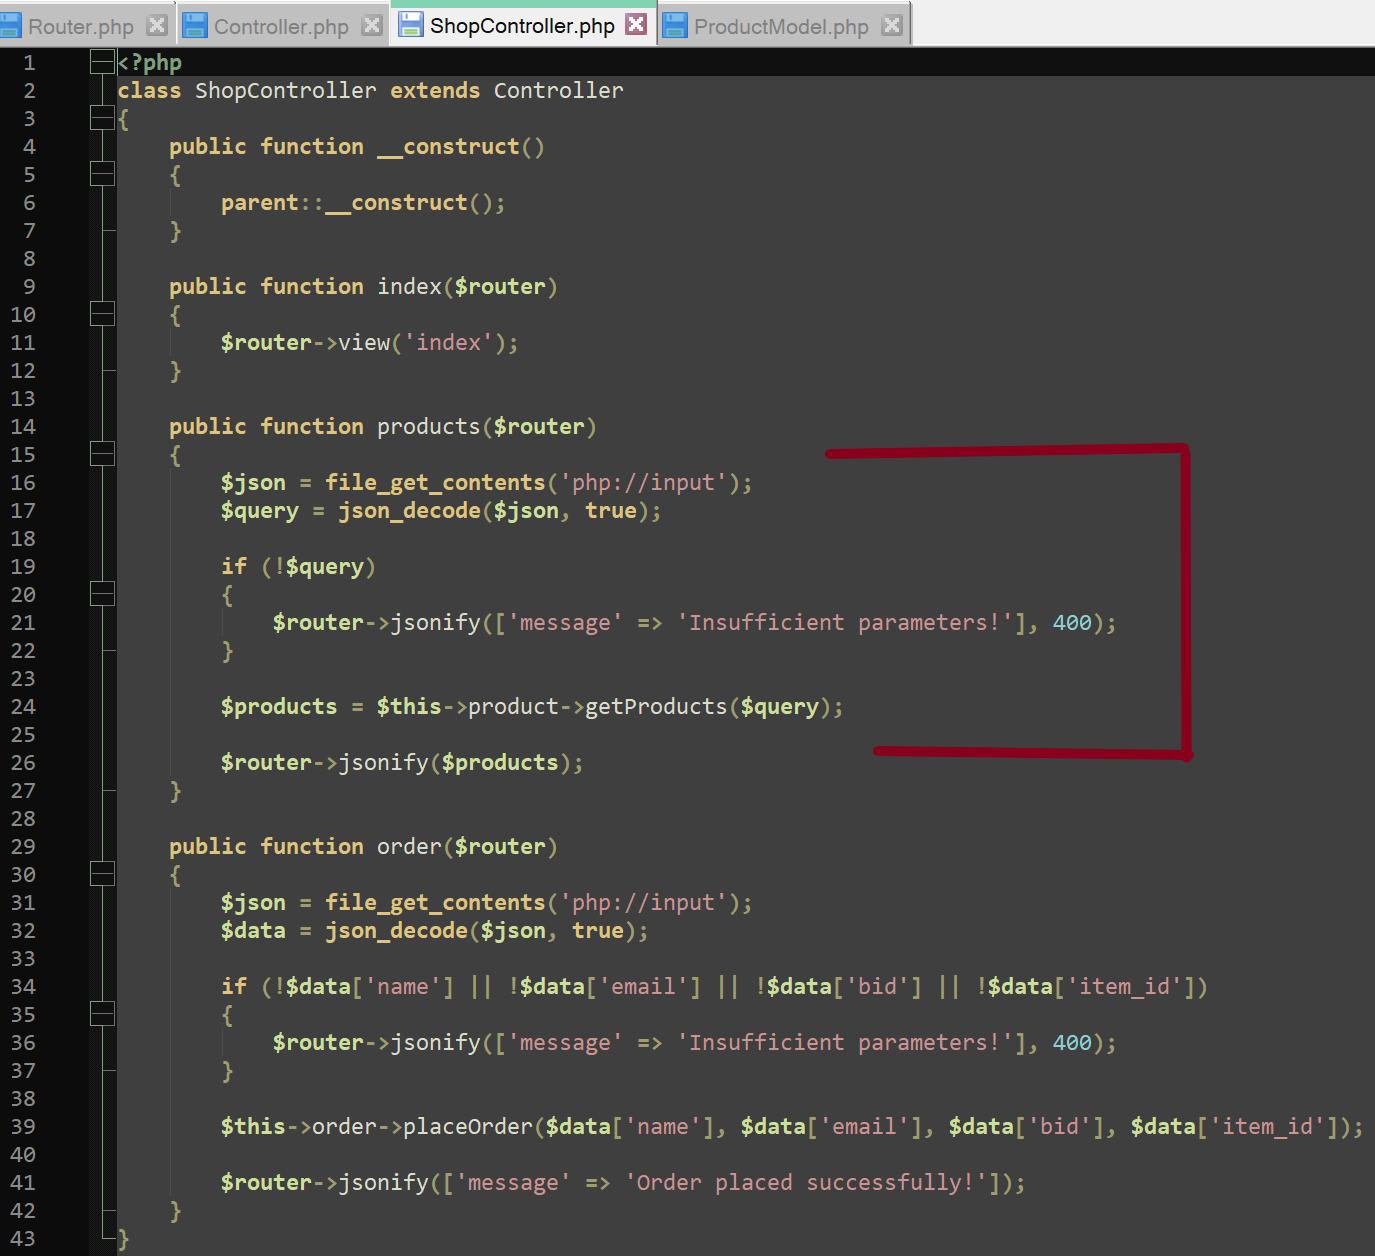 Router.php Controller.php ShopController.php ProductModel.php
1 <?php
2 class ShopController extends Controller
3 {
4     public function __construct()
5     {
6         parent::__construct();
7     }
8
9     public function index($router)
10     {
11         $router->view('index');
12     }
13
14     public function products($router)
15     {
16         $json = file_get_contents('php://input');
17         $query = json_decode($json, true);
18
19         if (!$query)
20         {
21             $router->jsonify(['message' => 'Insufficient parameters!'], 400);
22         }
23
24         $products = $this->product->getProducts($query);
25
26         $router->jsonify($products);
27     }
28
29     public function order($router)
30     {
31         $json = file_get_contents('php://input');
32         $data = json_decode($json, true);
33
34         if (!$data['name'] || !$data['email'] || !$data['bid'] || !$data['item_id'])
35         {
36             $router->jsonify(['message' => 'Insufficient parameters!'], 400);
37         }
38
39         $this->order->placeOrder($data['name'], $data['email'], $data['bid'], $data['item_id']);
40
41         $router->jsonify(['message' => 'Order placed successfully!']);
42     }
43 }